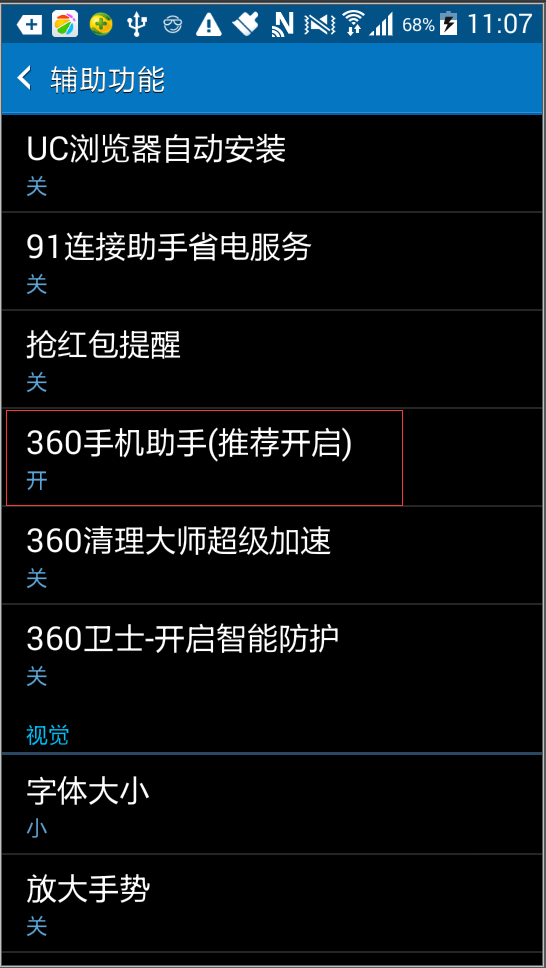 68% 11:07
辅助功能
UC浏览器自动安装
关
91连接助手省电服务
关
抢红包提醒
关
360手机助手(推荐开启)
开
360清理大师超级加速
关
360卫士-开启智能防护
关
视觉
字体大小
小
放大手势
关